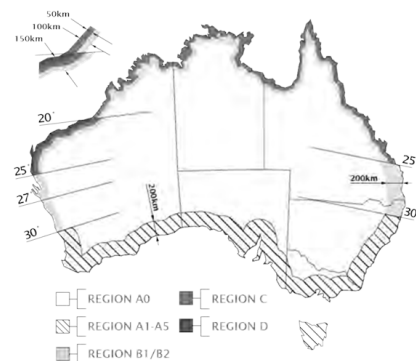 50km
100km
150km
20°
25°
27°
30°
200km
25°
200km
30°
REGION A0
REGION C
REGION A1-A5
REGION D
REGION B1/B2